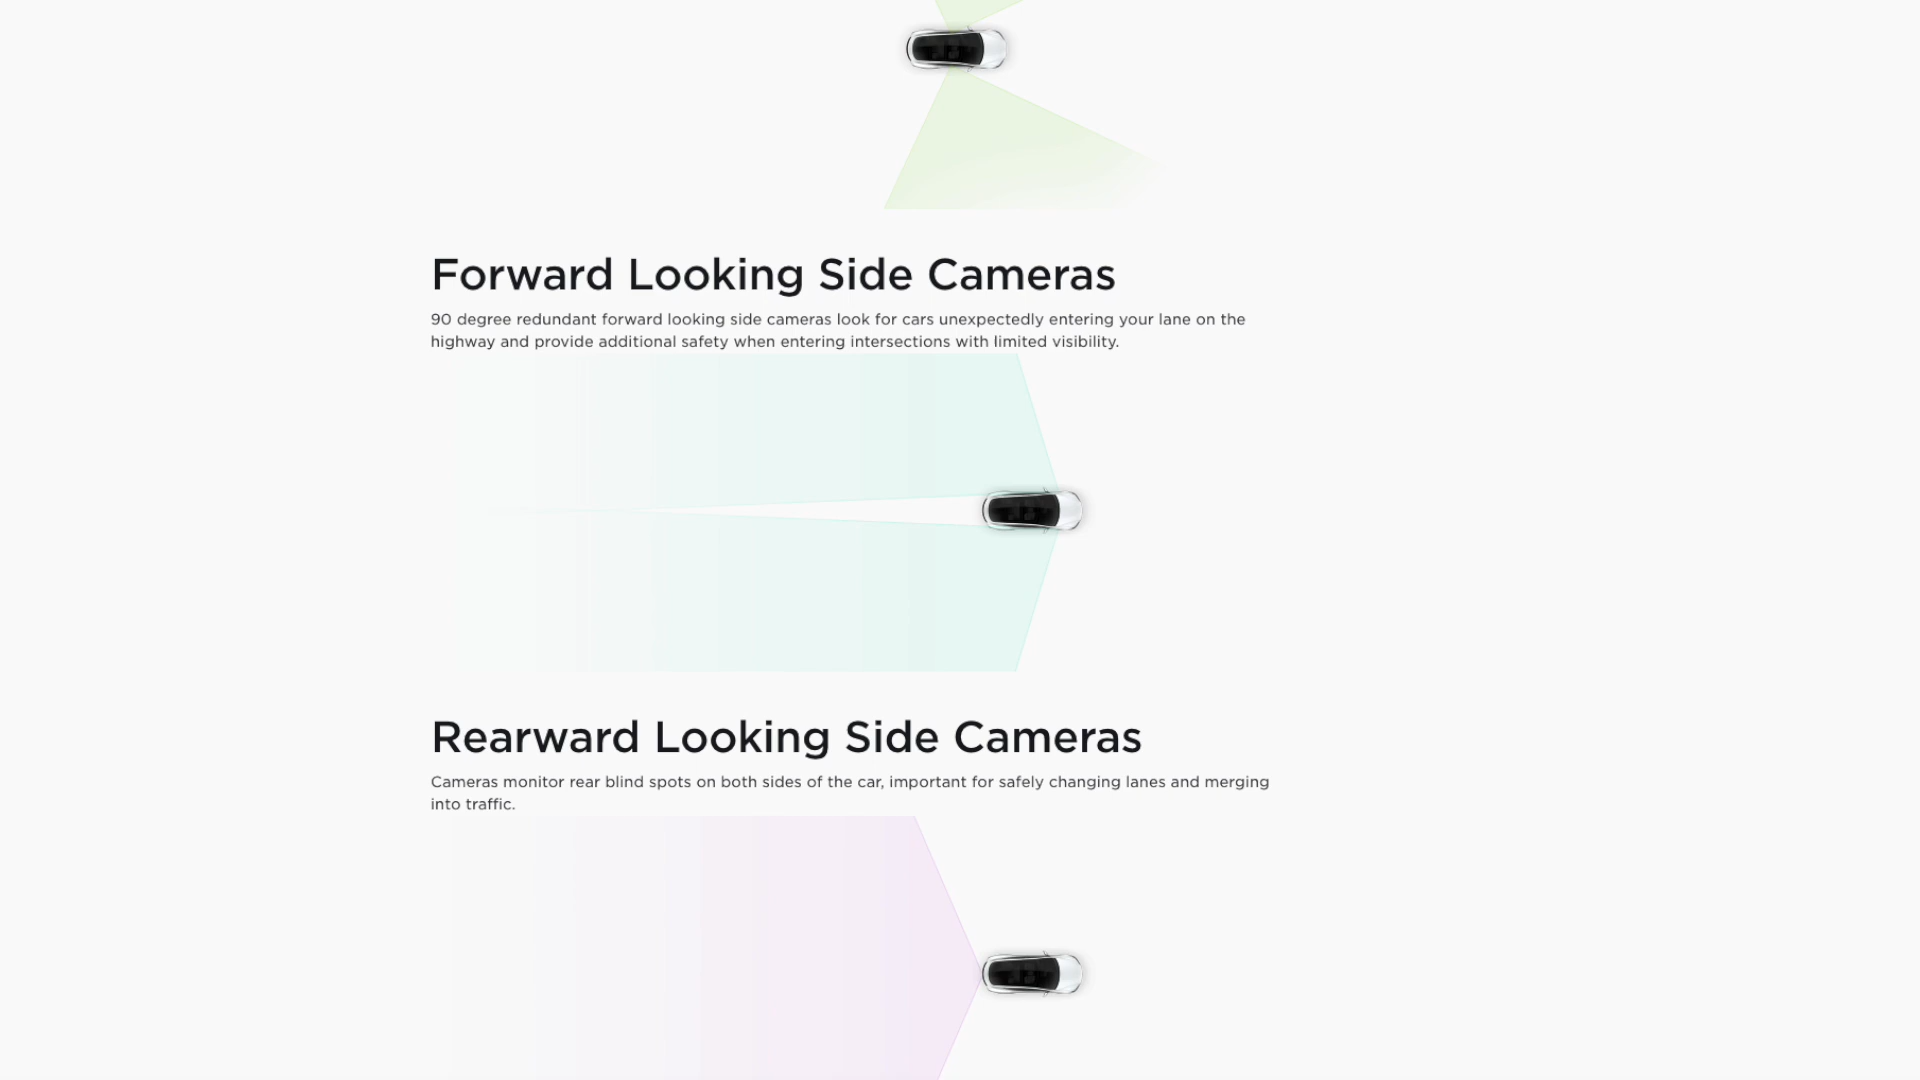 Forward Looking Side Cameras
90 degree redundant forward looking side cameras look for cars unexpectedly entering your lane on the
highway and provide additional safety when entering intersections with limited visibility.
Rearward Looking Side Cameras
Cameras monitor rear blind spots on both sides of the car, important for safely changing lanes and merging
into traffic.